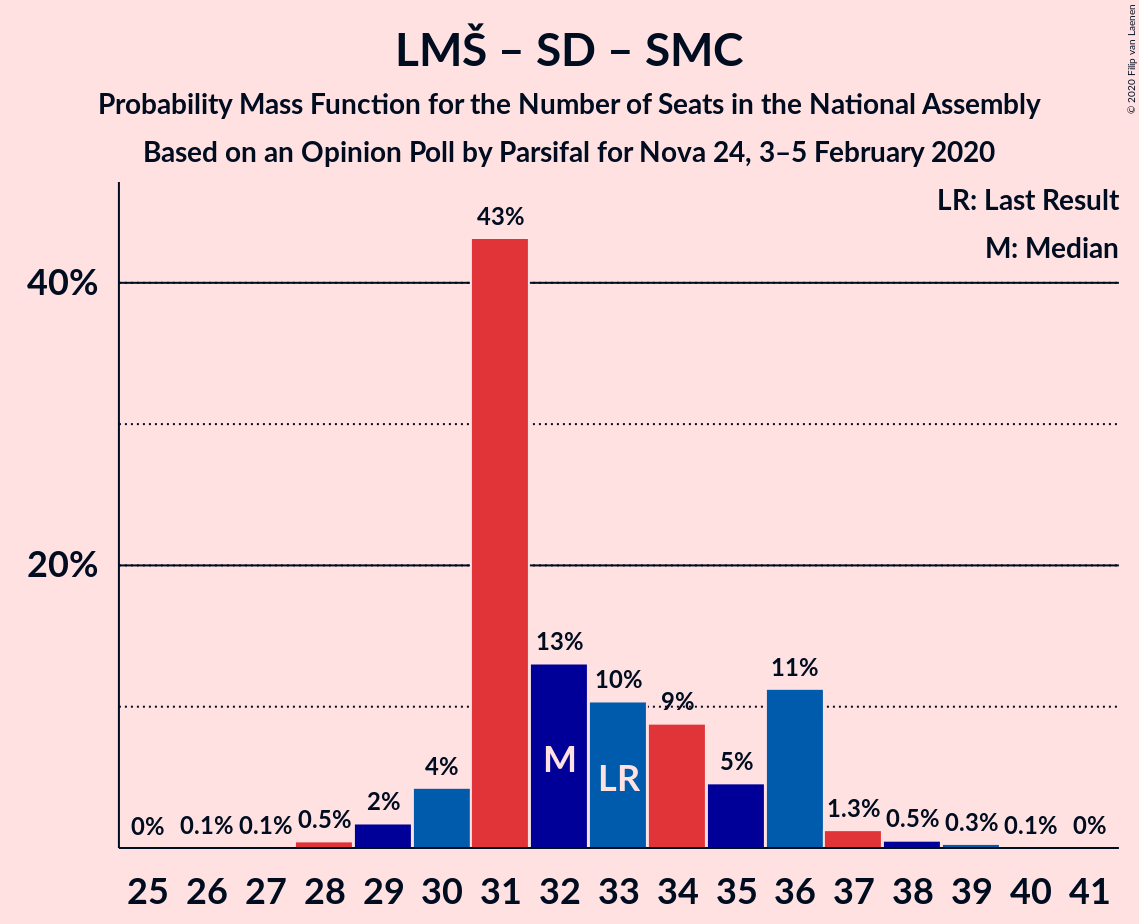 LMŠ – SD – SMC
Probability Mass Function for the Number of Seats in the National Assembly
Based on an Opinion Poll by Parsifal for Nova 24, 3–5 February 2020
© 2020 Filip van Laenen
LR: Last Result
M: Median
40%
20%
0%
0.1%
0.1%
0.5%
2%
4%
43%
13%
10%
9%
5%
11%
1.3%
0.5%
0.3%
0.1%
0%
M
LR
25 26 27 28 29 30 31 32 33 34 35 36 37 38 39 40 41